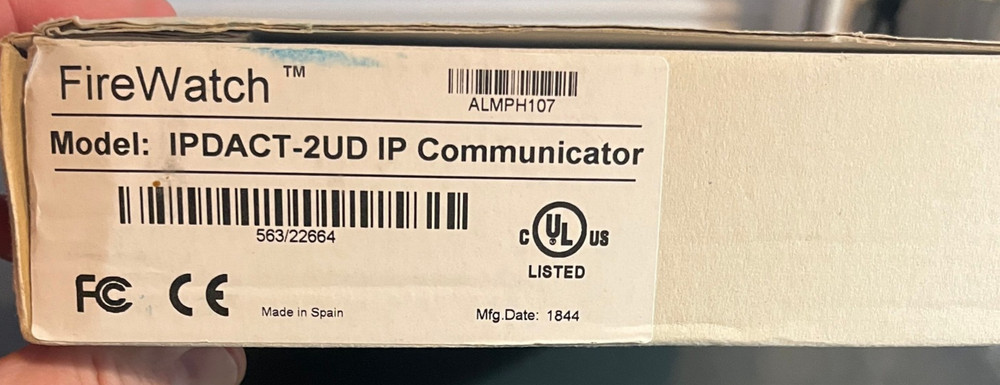 FireWatch ™
ALMPH107
Model: IPDACT-2UD IP Communicator
563/22664
C UL US
LISTED
FC CE
Made in Spain
Mfg.Date: 1844